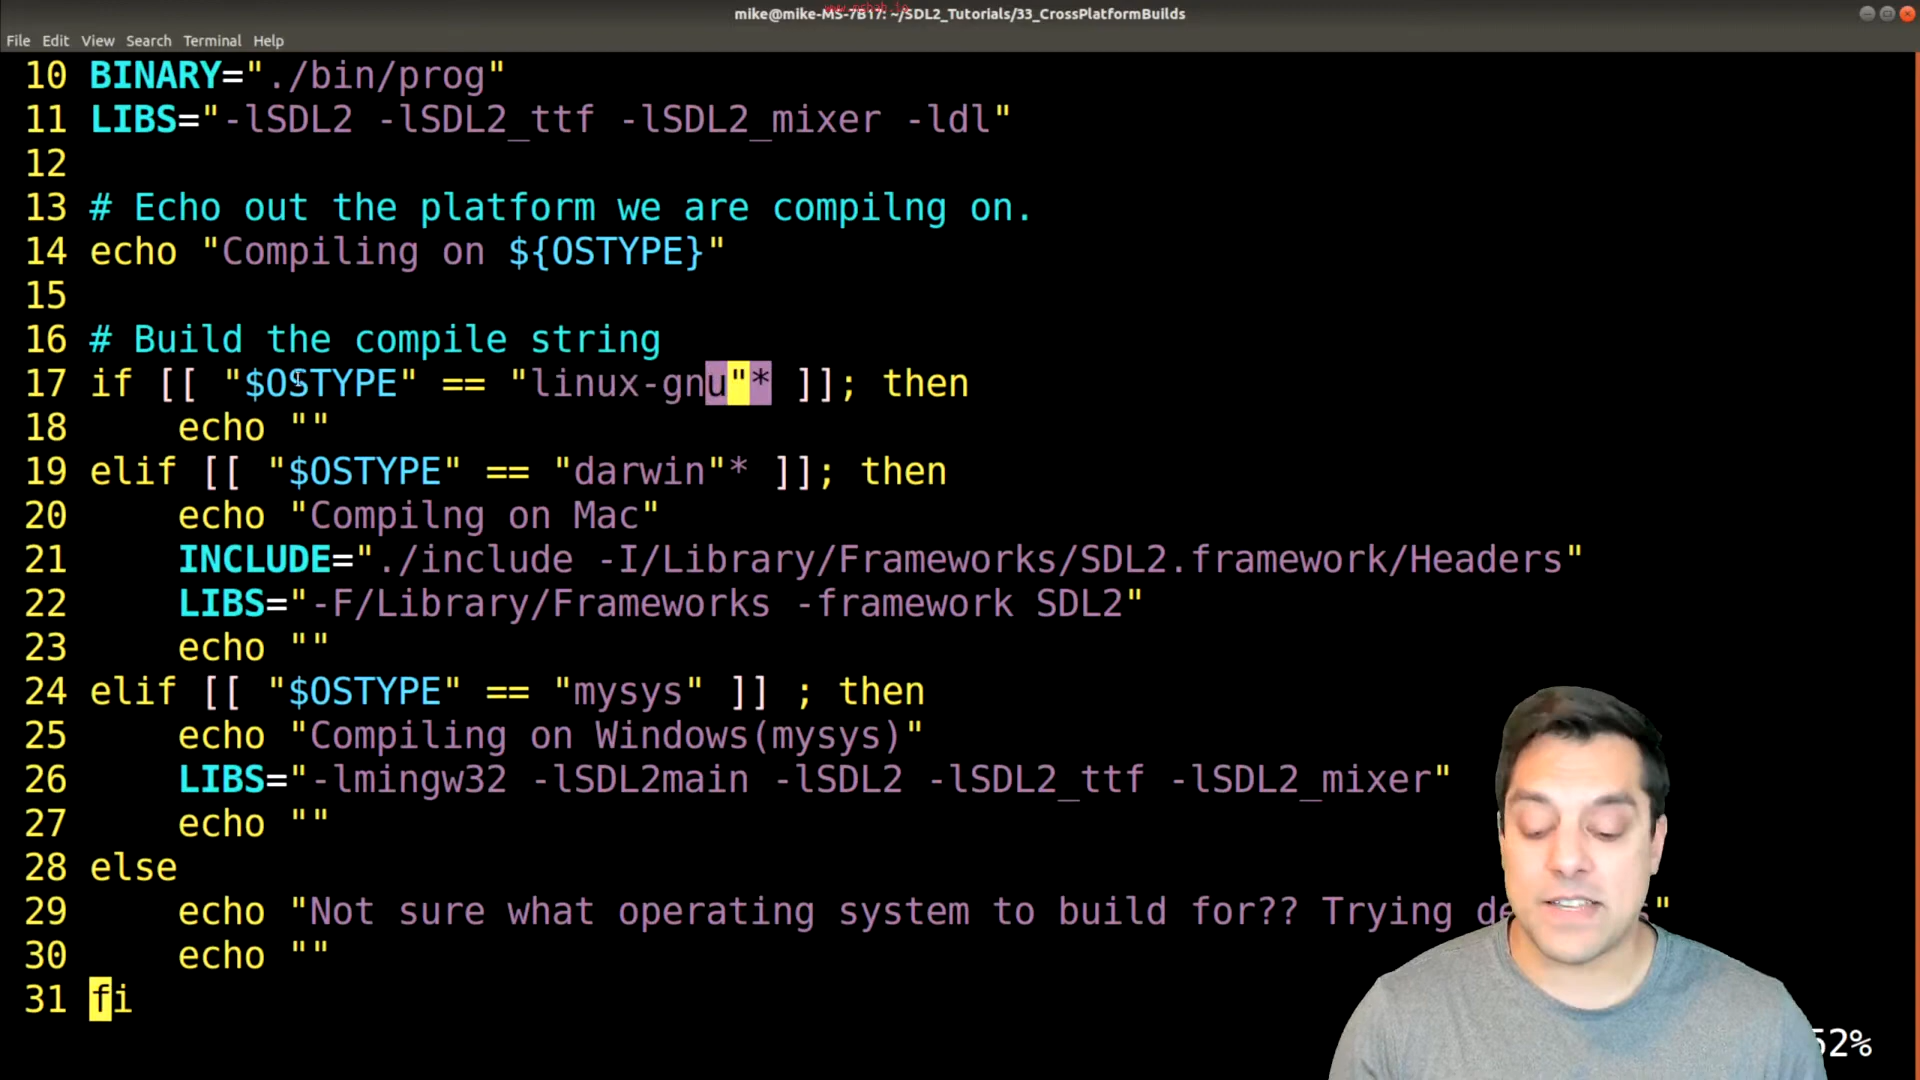 www.mshah.io
mike@mike-MS-7B17: ~/SDL2_Tutorials/33_CrossPlatformBuilds
File Edit View Search Terminal Help
10 BINARY="./bin/prog"
11 LIBS="-lSDL2 -lSDL2_ttf -lSDL2_mixer -ldl"
12
13 # Echo out the platform we are compilng on.
14 echo "Compiling on ${OSTYPE}"
15
16 # Build the compile string
17 if [[ "$OSTYPE" == "linux-gnu"* ]]; then
18     echo ""
19 elif [[ "$OSTYPE" == "darwin"* ]]; then
20     echo "Compilng on Mac"
21     INCLUDE="./include -I/Library/Frameworks/SDL2.framework/Headers"
22     LIBS="-F/Library/Frameworks -framework SDL2"
23     echo ""
24 elif [[ "$OSTYPE" == "mysys" ]] ; then
25     echo "Compiling on Windows(mysys)"
26     LIBS="-lmingw32 -lSDL2main -lSDL2 -lSDL2_ttf -lSDL2_mixer"
27     echo ""
28 else
29     echo "Not sure what operating system to build for?? Trying
30     echo ""
31 fi
52%